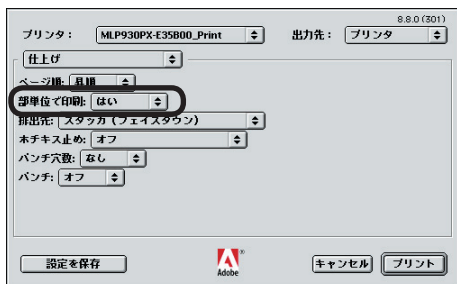 8.8.0 (301)
プリンタ： MLP930PX-E35B00_Print 出力先： プリンタ
仕上げ
ページ順: 昇順
部単位で印刷: はい
排出先: スタッカ（フェイスダウン）
ホチキス止め: オフ
パンチ穴数: なし
パンチ: オフ
設定を保存 Adobe キャンセル プリント